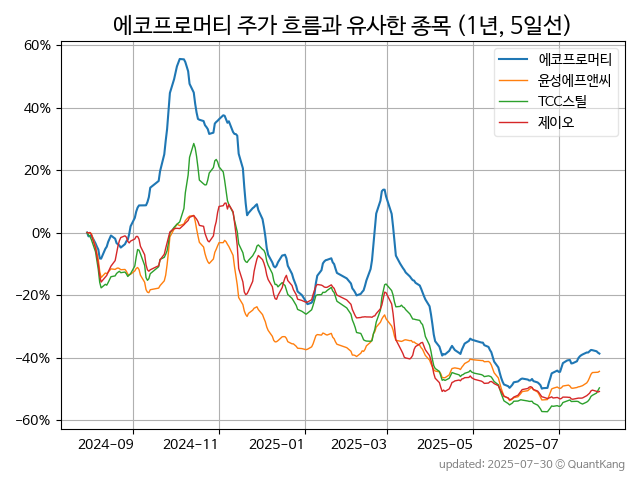 에코프로머티 주가 흐름과 유사한 종목 (1년, 5일선)
60%
40%
20%
0%
−20%
−40%
−60%
에코프로머티
윤성에프앤씨
TCC스틸
제이오
2024-09
2024-11
2025-01
2025-03
2025-05
2025-07
updated: 2025-07-30 © QuantKang